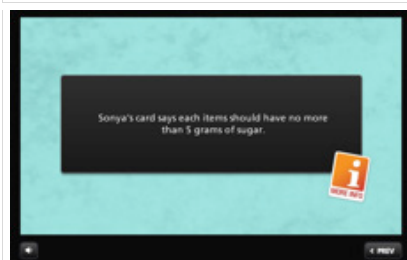 Sonya's card says each items should have no more
than 5 grams of sugar.
i
MORE INFO
< PREV